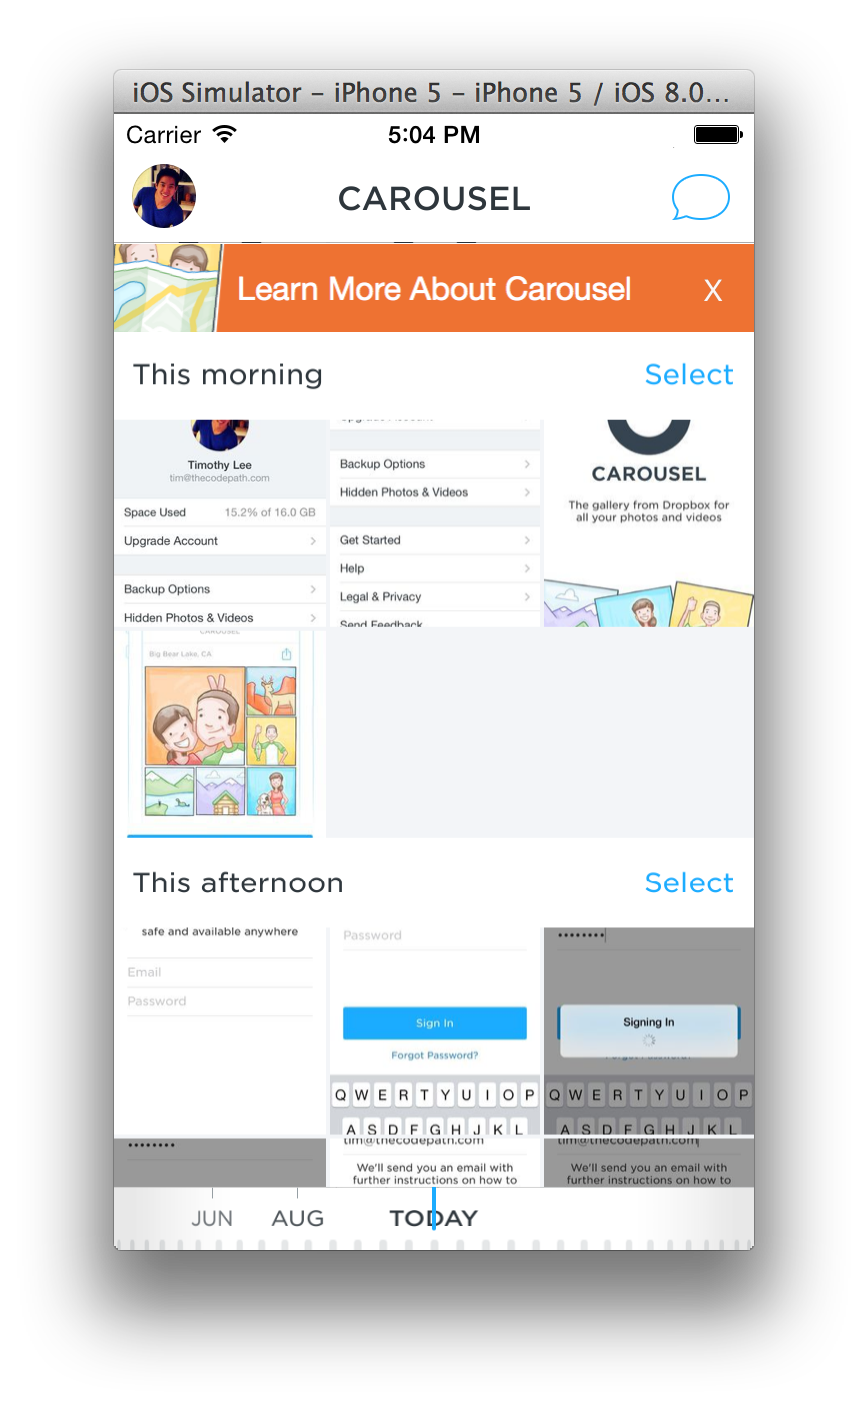 iOS Simulator – iPhone 5 – iPhone 5 / iOS 8.0...
Carrier 5:04 PM
CAROUSEL
Learn More About Carousel X
This morning Select
Timothy Lee
tim@thecodepath.com
Space Used 15.2% of 16.0 GB
Upgrade Account
Backup Options
Hidden Photos & Videos
Upgrade Account
Backup Options
Hidden Photos & Videos
Get Started
Help
Legal & Privacy
Send Feedback
CAROUSEL
The gallery from Dropbox for
all your photos and videos
CAROUSEL
Big Bear Lake, CA
This afternoon Select
safe and available anywhere
Email
Password
Password
Sign In
Forgot Password?
Q W E R T Y U I O P
A S D F G H J K L
••••••••
Signing In
Forgot Password?
Q W E R T Y U I O P
A S D F G H J K L
••••••••
tim@thecodepath.com
We'll send you an email with
further instructions on how to
tim@thecodepath.com
We'll send you an email with
further instructions on how to
JUN AUG TODAY